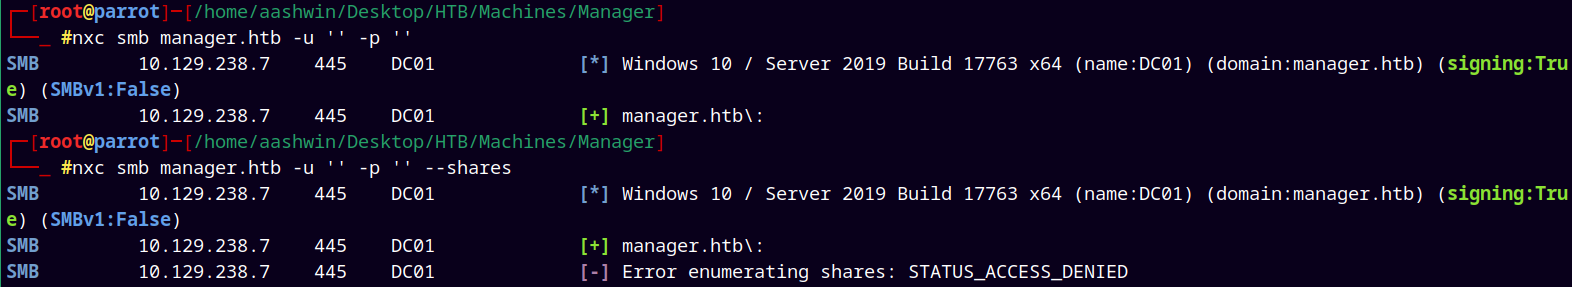 ┌─[root@parrot]─[/home/aashwin/Desktop/HTB/Machines/Manager]
└──_ #nxc smb manager.htb -u '' -p ''
SMB 10.129.238.7 445 DC01 [*] Windows 10 / Server 2019 Build 17763 x64 (name:DC01) (domain:manager.htb) (signing:Tru
e) (SMBv1:False)
SMB 10.129.238.7 445 DC01 [+] manager.htb\:
┌─[root@parrot]─[/home/aashwin/Desktop/HTB/Machines/Manager]
└──_ #nxc smb manager.htb -u '' -p '' --shares
SMB 10.129.238.7 445 DC01 [*] Windows 10 / Server 2019 Build 17763 x64 (name:DC01) (domain:manager.htb) (signing:Tru
e) (SMBv1:False)
SMB 10.129.238.7 445 DC01 [+] manager.htb\:
SMB 10.129.238.7 445 DC01 [-] Error enumerating shares: STATUS_ACCESS_DENIED